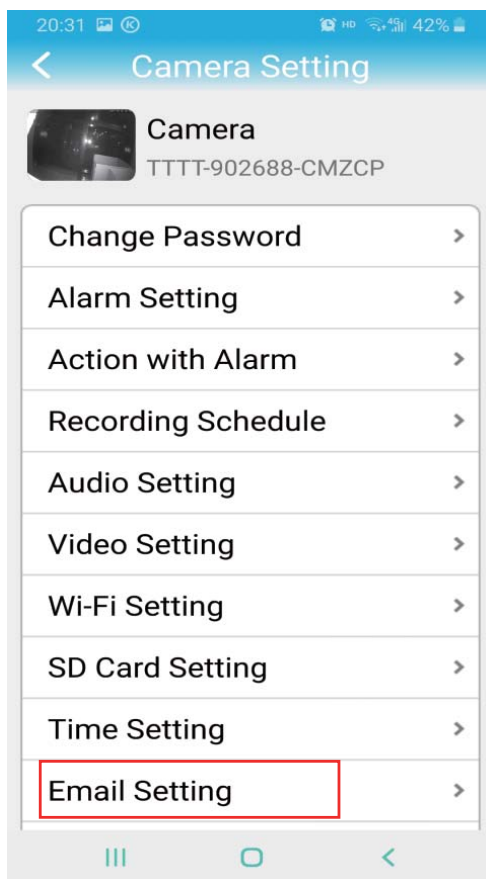 20:31 K HD 4G 42%
Camera Setting
Camera
TTTT-902688-CMZCP
Change Password
Alarm Setting
Action with Alarm
Recording Schedule
Audio Setting
Video Setting
Wi-Fi Setting
SD Card Setting
Time Setting
Email Setting